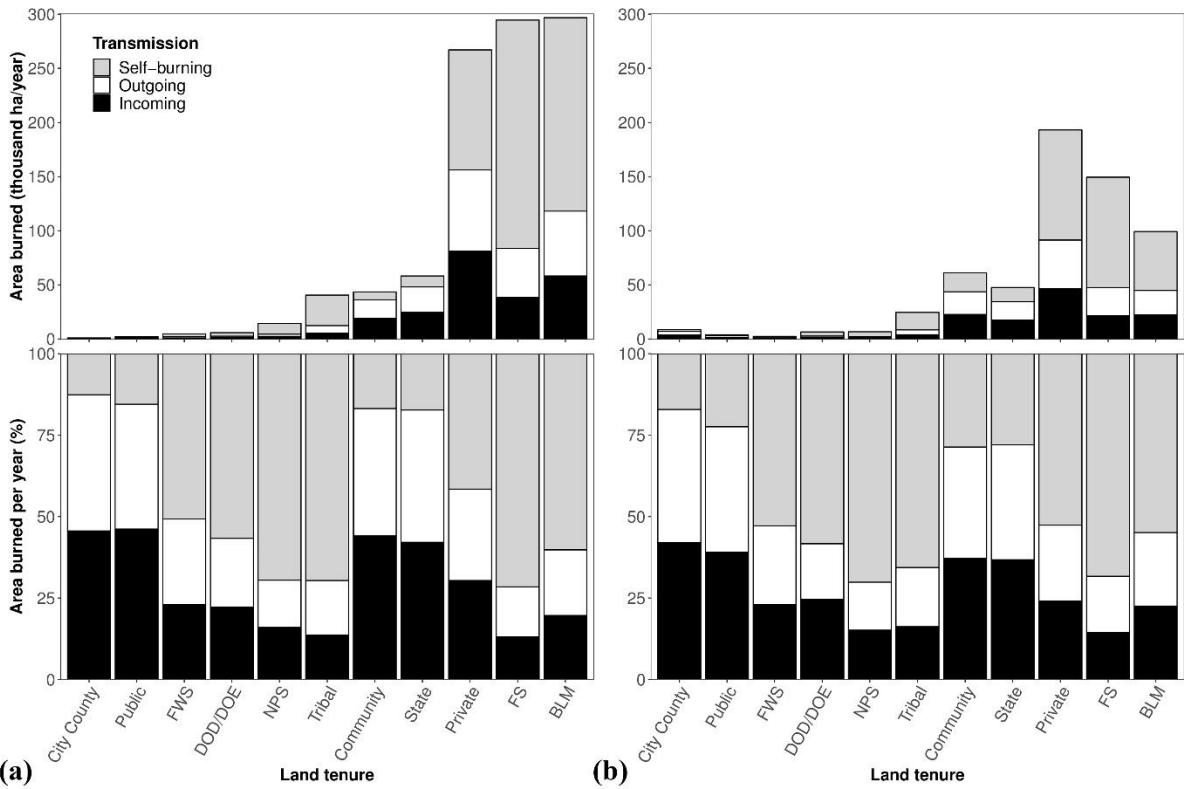 Transmission
Self-burning
Outgoing
Incoming
Area burned (thousand ha/year)
300
250
200
150
100
50
0
300
250
200
150
100
50
0
Area burned per year (%)
100
75
50
25
0
100
75
50
25
0
City County
Public
FWS
DOD/DOE
NPS
Tribal
Community
State
Private
FS
BLM
City County
Public
FWS
DOD/DOE
NPS
Tribal
Community
State
Private
FS
BLM
(a)
Land tenure
(b)
Land tenure